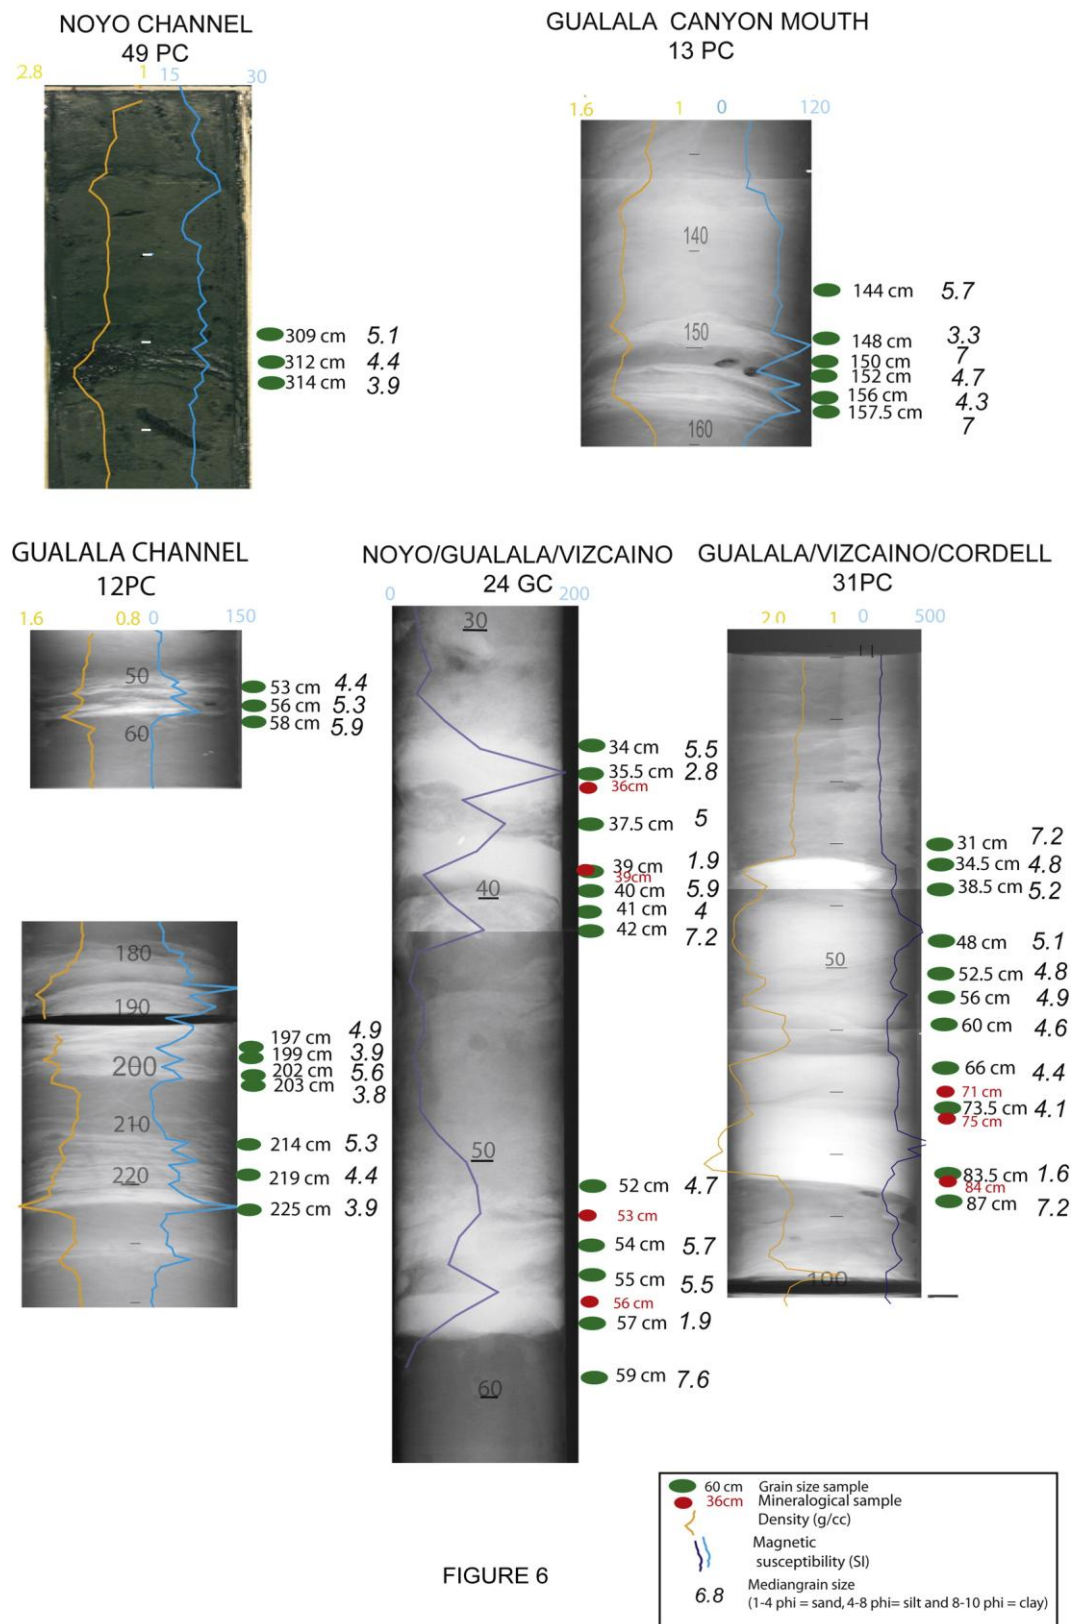 NOYO CHANNEL
49 PC
2.8 1 15 30
309 cm 5.1
312 cm 4.4
314 cm 3.9
GUALALA CANYON MOUTH
13 PC
1.6 1 0 120
140
150
160
144 cm 5.7
148 cm 3.3
150 cm 7
152 cm 4.7
156 cm 4.3
157.5 cm 7
GUALALA CHANNEL
12PC
1.6 0.8 0 150
50
60
53 cm 4.4
56 cm 5.3
58 cm 5.9
180
190
200
210
220
197 cm 4.9
199 cm 3.9
202 cm 5.6
203 cm 3.8
214 cm 5.3
219 cm 4.4
225 cm 3.9
NOYO/GUALALA/VIZCAINO
24 GC
0 200
30
40
50
60
34 cm 5.5
35.5 cm 2.8
36cm
37.5 cm 5
39 cm 1.9
39cm
40 cm 5.9
41 cm 4
42 cm 7.2
52 cm 4.7
53 cm
54 cm 5.7
55 cm 5.5
56 cm
57 cm 1.9
59 cm 7.6
GUALALA/VIZCAINO/CORDELL
31PC
2.0 1 0 500
50
100
31 cm 7.2
34.5 cm 4.8
38.5 cm 5.2
48 cm 5.1
52.5 cm 4.8
56 cm 4.9
60 cm 4.6
66 cm 4.4
71 cm
73.5 cm 4.1
75 cm
83.5 cm 1.6
84 cm
87 cm 7.2
60 cm Grain size sample
36cm Mineralogical sample
Density (g/cc)
Magnetic
susceptibility (SI)
6.8 Mediangrain size
(1-4 phi = sand, 4-8 phi= silt and 8-10 phi = clay)
FIGURE 6